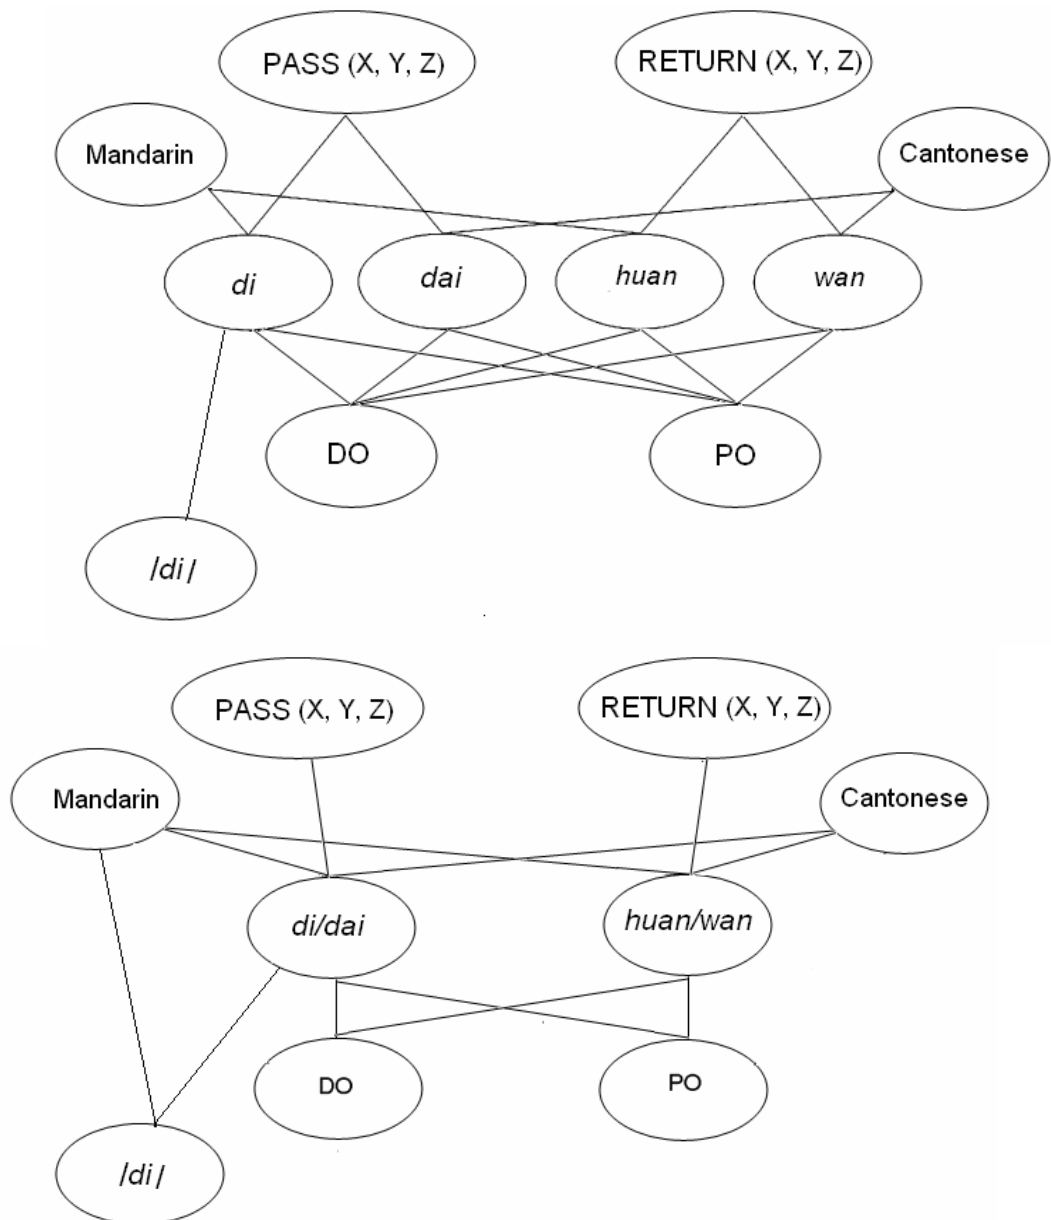 PASS (X, Y, Z)
RETURN (X, Y, Z)
Mandarin
Cantonese
di
dai
huan
wan
DO
PO
/di/
PASS (X, Y, Z)
RETURN (X, Y, Z)
Mandarin
Cantonese
di/dai
huan/wan
DO
PO
/di/